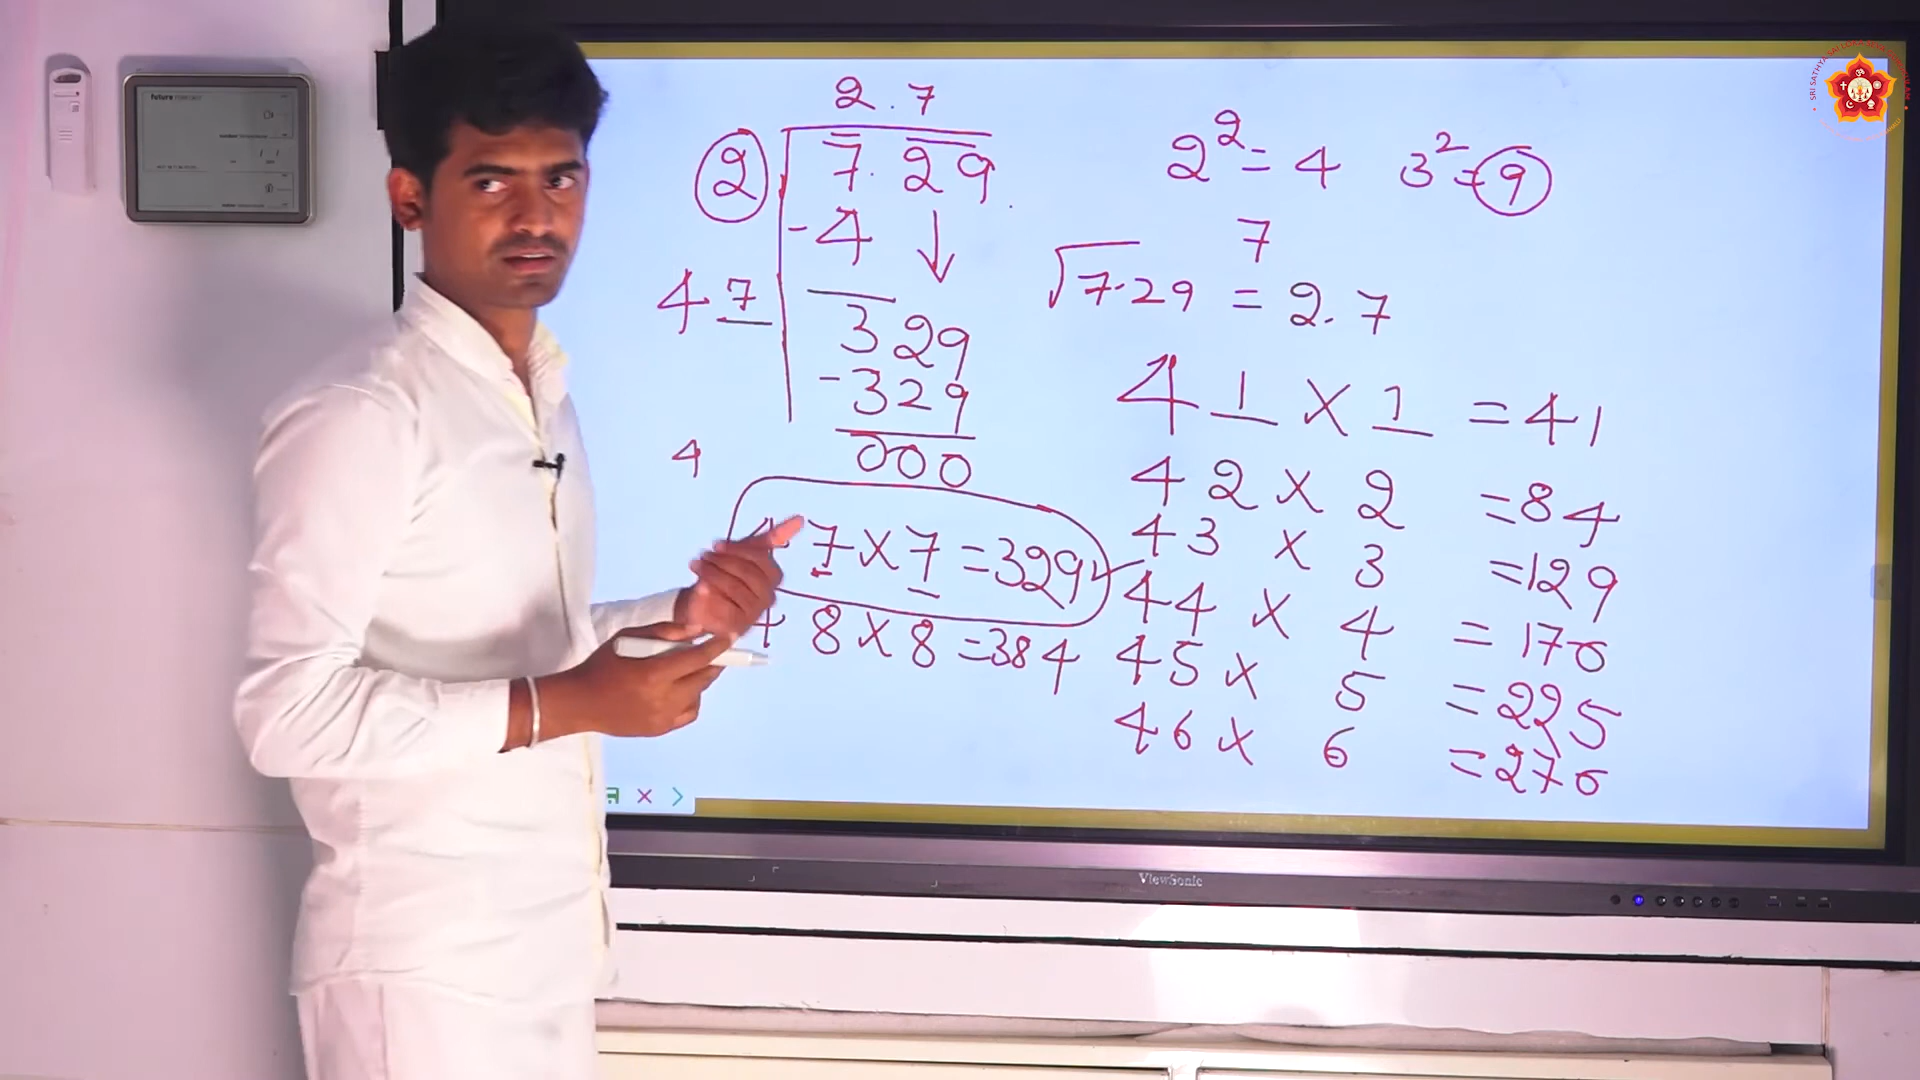 2.7
2 7.29
-4
47 329
-329
000
4
47×7=329
48×8=384
2²=4 3²=9
7
√7.29 = 2.7
41 × 1 =41
42 × 2 =84
43 × 3 =129
44 × 4 =170
45 × 5 =225
46 × 6 =276
ViewSonic
future